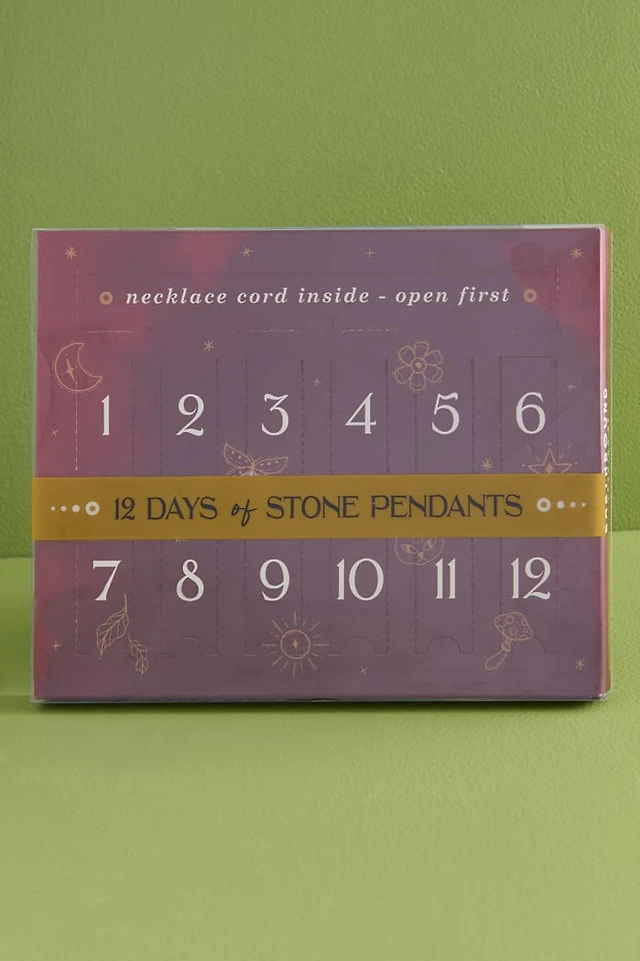 necklace cord inside - open first
1 2 3 4 5 6
12 DAYS of STONE PENDANTS
7 8 9 10 11 12